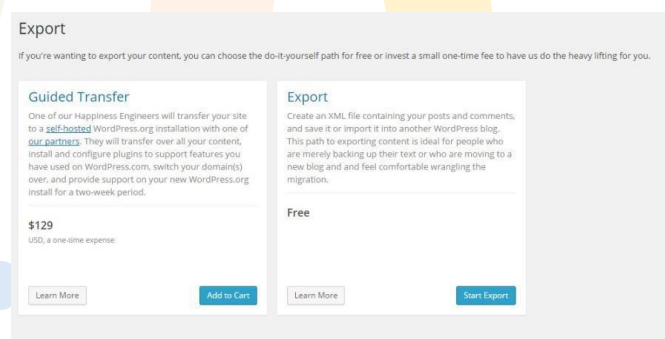 Export
If you're wanting to export your content, you can choose the do-it-yourself path for free or invest a small one-time fee to have us do the heavy lifting for you.
Guided Transfer
One of our Happiness Engineers will transfer your site
to a self-hosted WordPress.org installation with one of
our partners. They will transfer over all your content,
install and configure plugins to support features you
have used on WordPress.com, switch your domain(s)
over, and provide support on your new WordPress.org
install for a two-week period.
$129
USD, a one-time expense
Learn More
Add to Cart
Export
Create an XML file containing your posts and comments,
and save it or import it into another WordPress blog.
This path to exporting content is ideal for people who
are merely backing up their text or who are moving to a
new blog and and feel comfortable wrangling the
migration.
Free
Learn More
Start Export